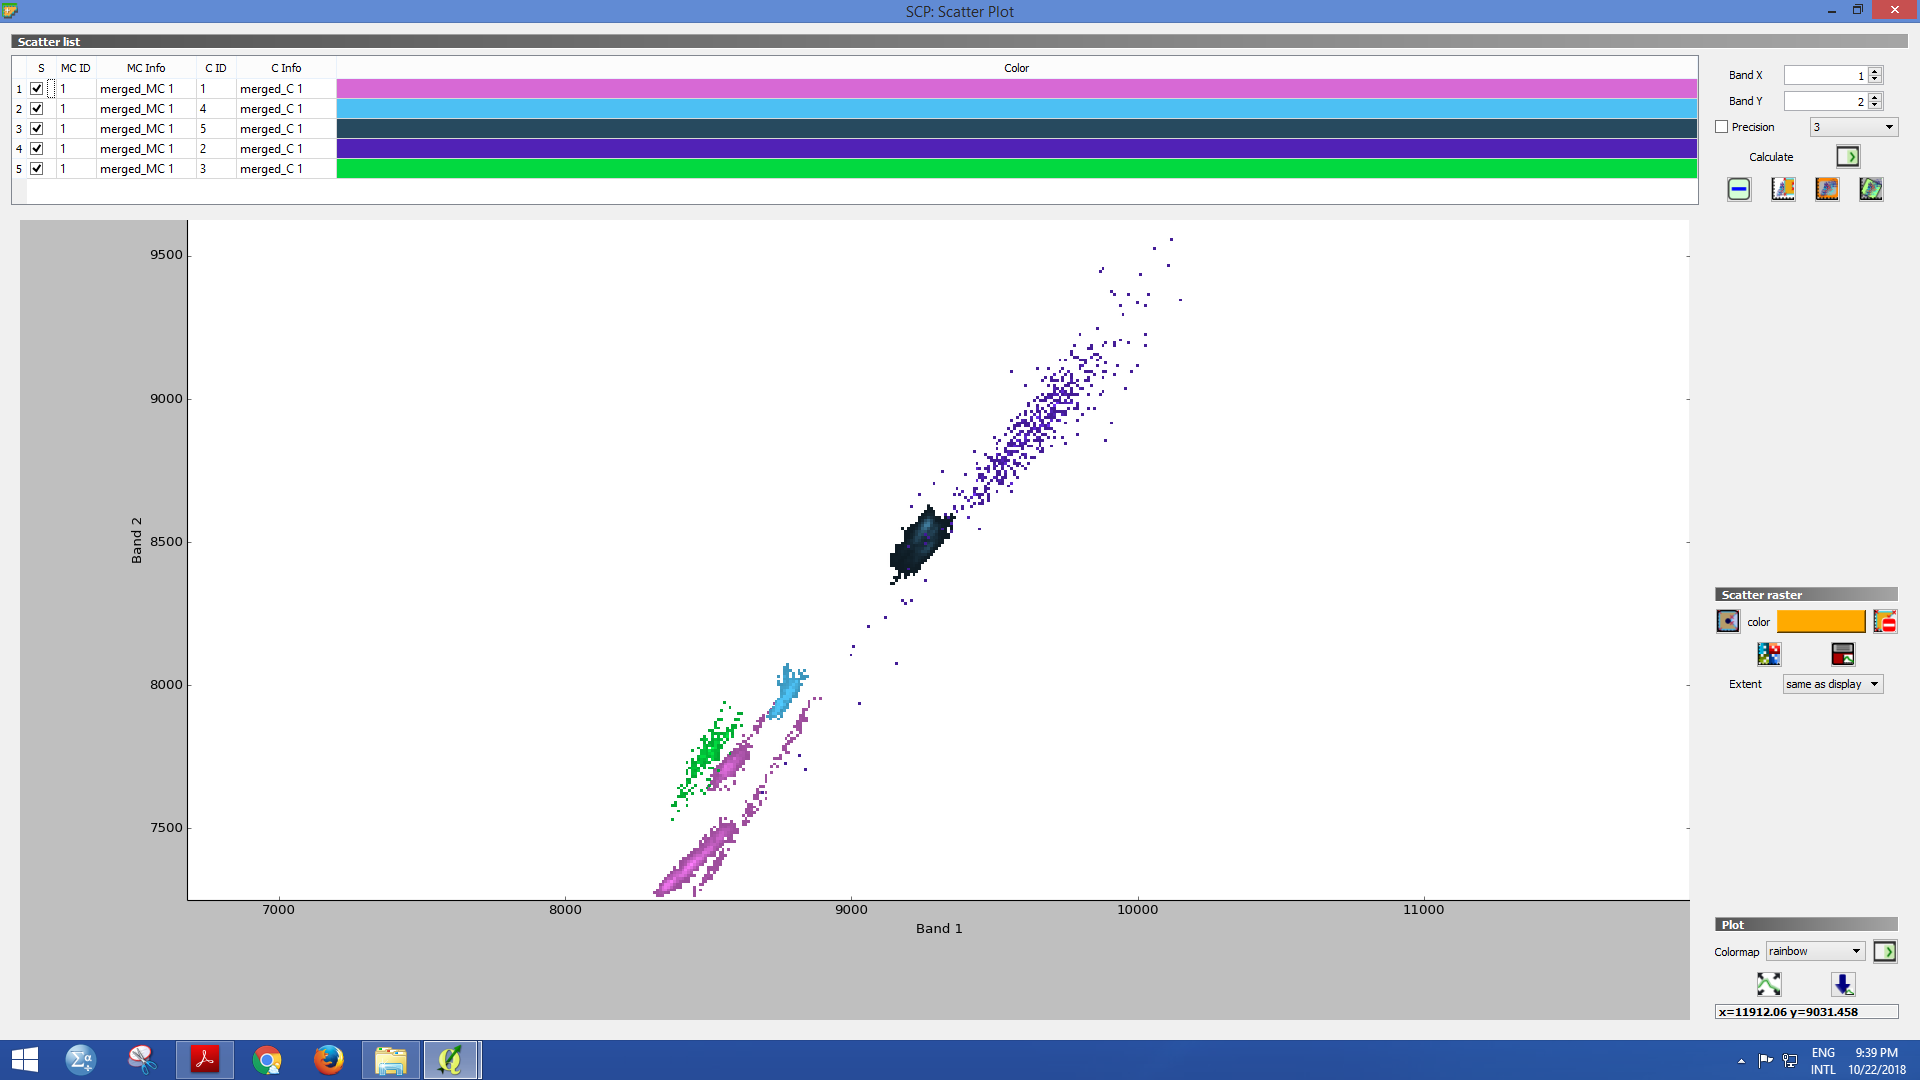 SCP: Scatter Plot
Scatter list
S MC ID MC Info C ID C Info Color
1 1 merged_MC 1 1 merged_C 1
2 1 merged_MC 1 4 merged_C 1
3 1 merged_MC 1 5 merged_C 1
4 1 merged_MC 1 2 merged_C 1
5 1 merged_MC 1 3 merged_C 1
Band X 1
Band Y 2
Precision 3
Calculate
9500
9000
8500
8000
7500
Band 2
7000 8000 9000 10000 11000
Band 1
Scatter raster
color
Extent same as display
Plot
Colormap rainbow
x=11912.06 y=9031.458
Σα
ENG 9:39 PM
INTL 10/22/2018